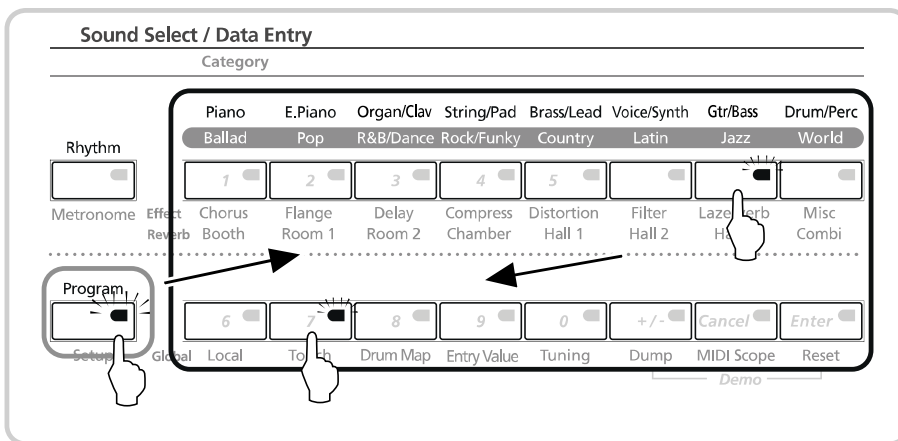 Sound Select / Data Entry
Category
Piano E.Piano Organ/Clav String/Pad Brass/Lead Voice/Synth Gtr/Bass Drum/Perc
Rhythm Ballad Pop R&B/Dance Rock/Funky Country Latin Jazz World
1 2 3 4 5
Metronome Effect Chorus Flange Delay Compress Distortion Filter Misc
Reverb Booth Room 1 Room 2 Chamber Hall 1 Hall 2 Combi
Program
6 7 8 9 0 +/- Cancel Enter
Setup Global Local Touch Drum Map Entry Value Tuning Dump MIDI Scope Reset
Demo